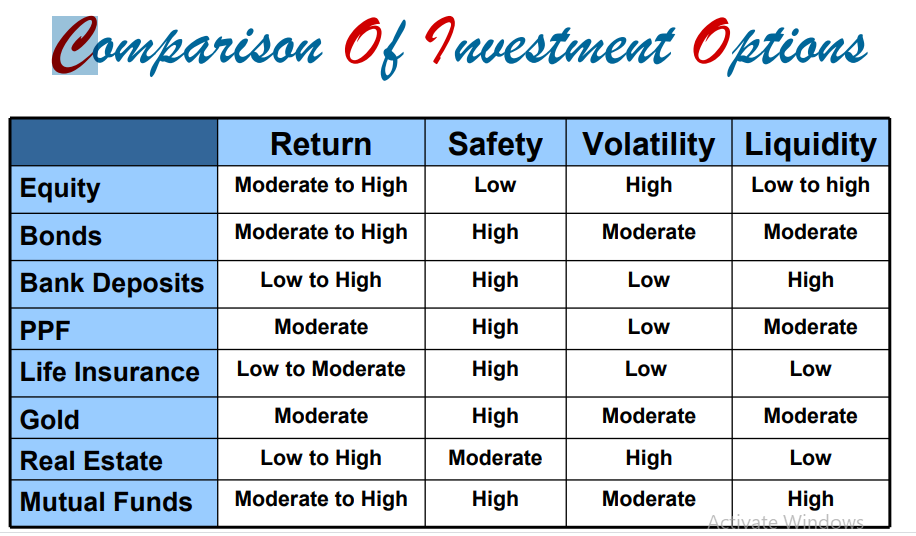 Comparison Of Investment Options
Return Safety Volatility Liquidity
Equity Moderate to High Low High Low to high
Bonds Moderate to High High Moderate Moderate
Bank Deposits Low to High High Low High
PPF Moderate High Low Moderate
Life Insurance Low to Moderate High Low Low
Gold Moderate High Moderate Moderate
Real Estate Low to High Moderate High Low
Mutual Funds Moderate to High High Moderate High
Activate Windows